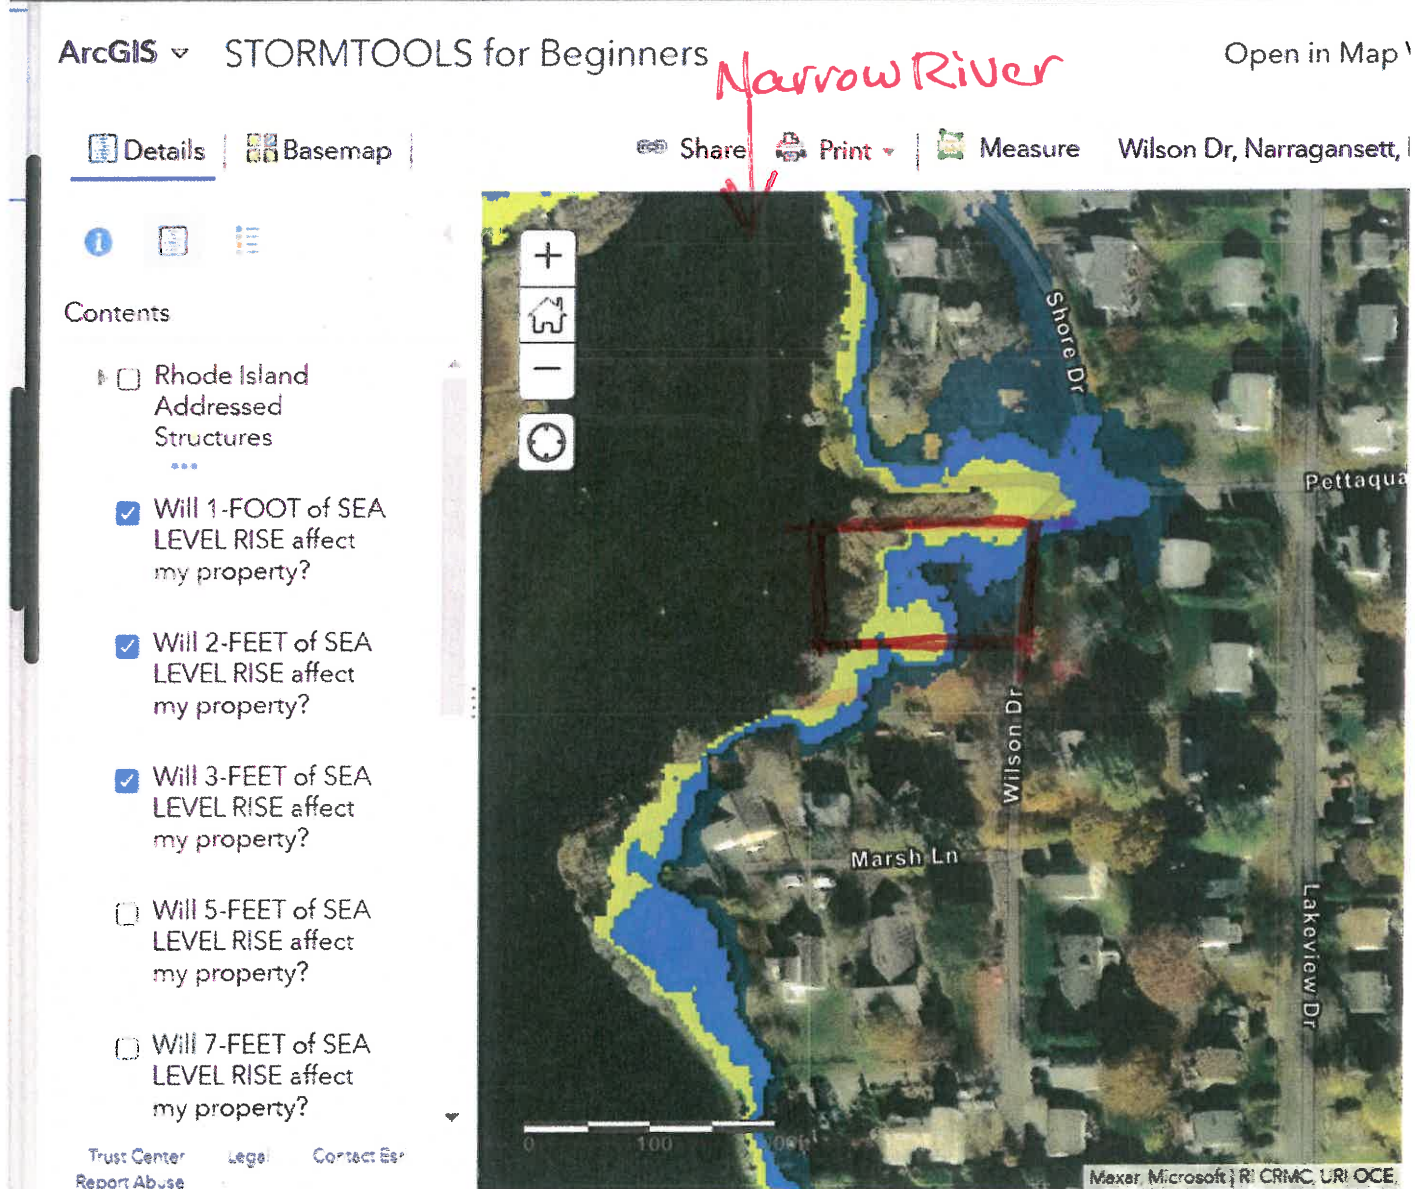 ArcGIS STORMTOOLS for Beginners
Narrow River
Open in Map
Details
Basemap
Share
Print
Measure
Wilson Dr, Narragansett,
Contents
Rhode Island
Addressed
Structures
Will 1-FOOT of SEA
LEVEL RISE affect
my property?
Will 2-FEET of SEA
LEVEL RISE affect
my property?
Will 3-FEET of SEA
LEVEL RISE affect
my property?
Will 5-FEET of SEA
LEVEL RISE affect
my property?
Will 7-FEET of SEA
LEVEL RISE affect
my property?
Trust Center Legal Contact Esri
Report Abuse
Shore Dr
Pettaqua
Wilson Dr
Marsh Ln
Lakeview Dr
0 100
Maxar, Microsoft | RI CRMC, URI OCE,